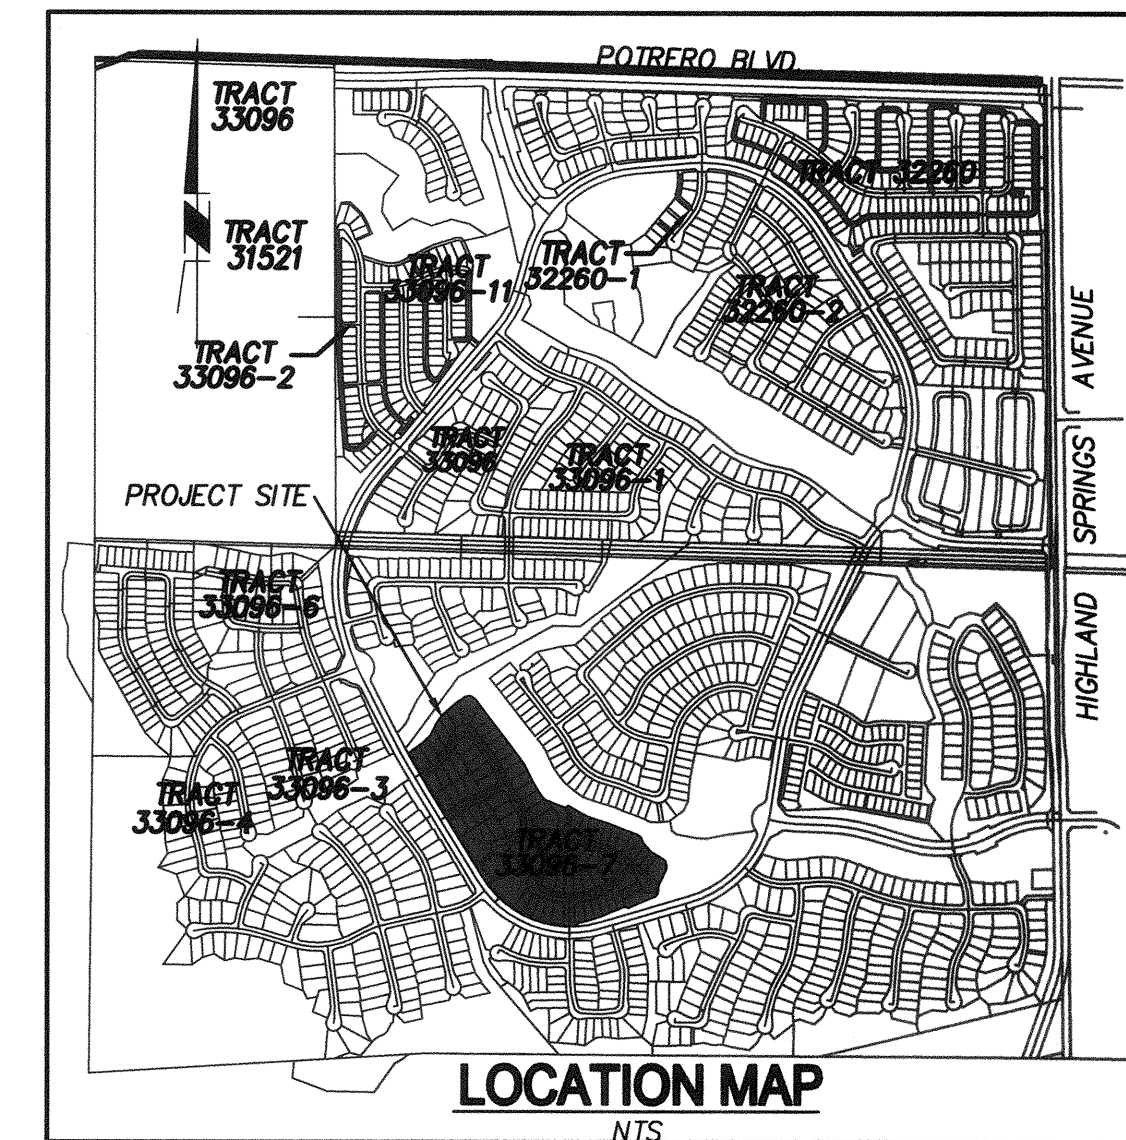 POTRERO BLVD.
TRACT
33096
TRACT 32260
TRACT
31521
TRACT
33096-11
TRACT
32260-1
TRACT
32260-2
TRACT
33096-2
TRACT
33096
TRACT
33096-1
PROJECT SITE
HIGHLAND SPRINGS AVENUE
TRACT
33096-6
TRACT
33096-3
TRACT
33096-4
TRACT
33096-7
LOCATION MAP
NTS